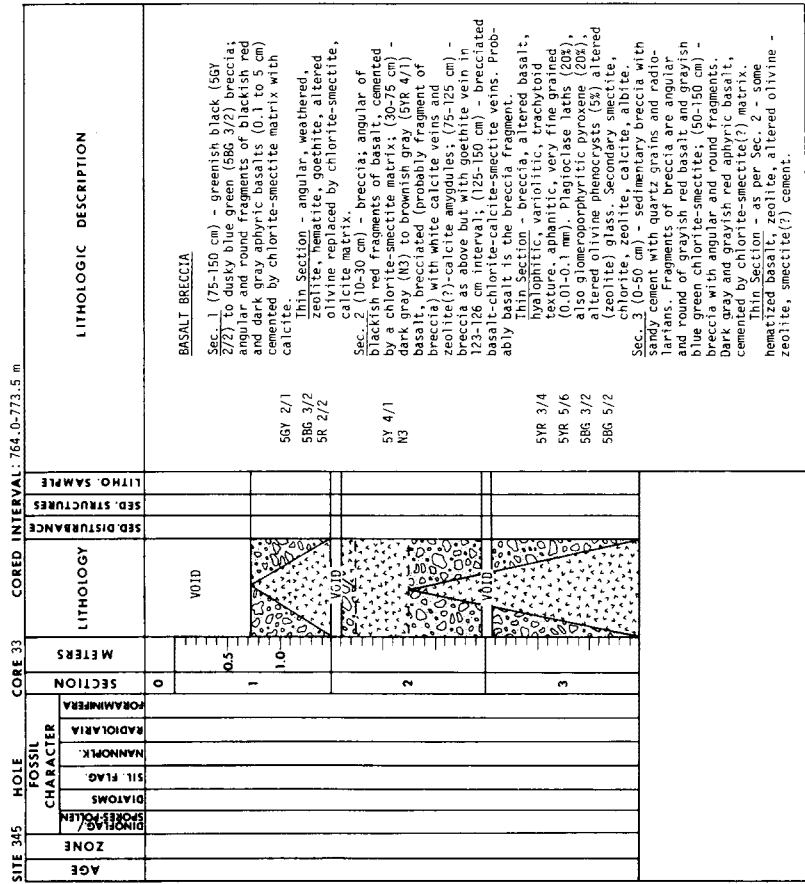 SITE 345 HOLE CORE 33 CORED INTERVAL: 764.0-773.5 m
AGE
ZONE
FOSSIL CHARACTER
DINOFLAG./
SPORES-POLLEN
DIATOMS
SIL. FLAG.
NANNOPLK.
RADIOLARIA
FORAMINIFERA
SECTION
METERS
LITHOLOGY
SED. DISTURBANCE
SED. STRUCTURES
LITHO. SAMPLE
LITHOLOGIC DESCRIPTION
0
1
0.5
1.0
VOID
VOID
2
VOID
3
5GY 2/1
5BG 3/2
5R 2/2
5Y 4/1
N3
5YR 3/4
5YR 5/6
5BG 3/2
5BG 5/2
BASALT BRECCIA
Sec. 1 (75-150 cm) - greenish black (5GY
2/2) to dusky blue green (5BG 3/2) breccia;
angular and round fragments of blackish red
and dark gray aphyric basalts (0.1 to 5 cm)
cemented by chlorite-smectite matrix with
calcite.
Thin Section - angular, weathered,
zeolite, hematite, goethite, altered
olivine replaced by chlorite-smectite,
calcite matrix.
Sec. 2 (10-30 cm) - breccia; angular of
blackish red fragments of basalt, cemented
by a chlorite-smectite matrix; (30-75 cm) -
dark gray (N3) to brownish gray (5YR 4/1)
basalt, brecciated (probably fragment of
breccia) with white calcite veins and
zeolite(?)-calcite amygdules; (75-125 cm) -
breccia as above but with goethite vein in
123-126 cm interval; (125-150 cm) - brecciated
basalt-chlorite-calcite-smectite veins. Prob-
ably basalt is the breccia fragment.
Thin Section - breccia, altered basalt,
hyalophitic, variolitic, trachytoid
texture, aphanitic, very fine grained
(0.01-0.1 mm). Plagioclase laths (20%),
also glomeroporphyritic pyroxene (20%),
altered olivine phenocrysts (5%) altered
(zeolite) glass. Secondary smectite,
chlorite, zeolite, calcite, albite.
Sec. 3 (0-50 cm) - sedimentary breccia with
sandy cement with quartz grains and radio-
larians. Fragments of breccia are angular
and round of grayish red basalt and grayish
blue green chlorite-smectite; (50-150 cm) -
breccia with angular and round fragments.
Dark gray and grayish red aphyric basalt,
cemented by chlorite-smectite(?) matrix.
Thin Section - as per Sec. 2 - some
hematized basalt, zeolite, altered olivine -
zeolite, smectite(?) cement.